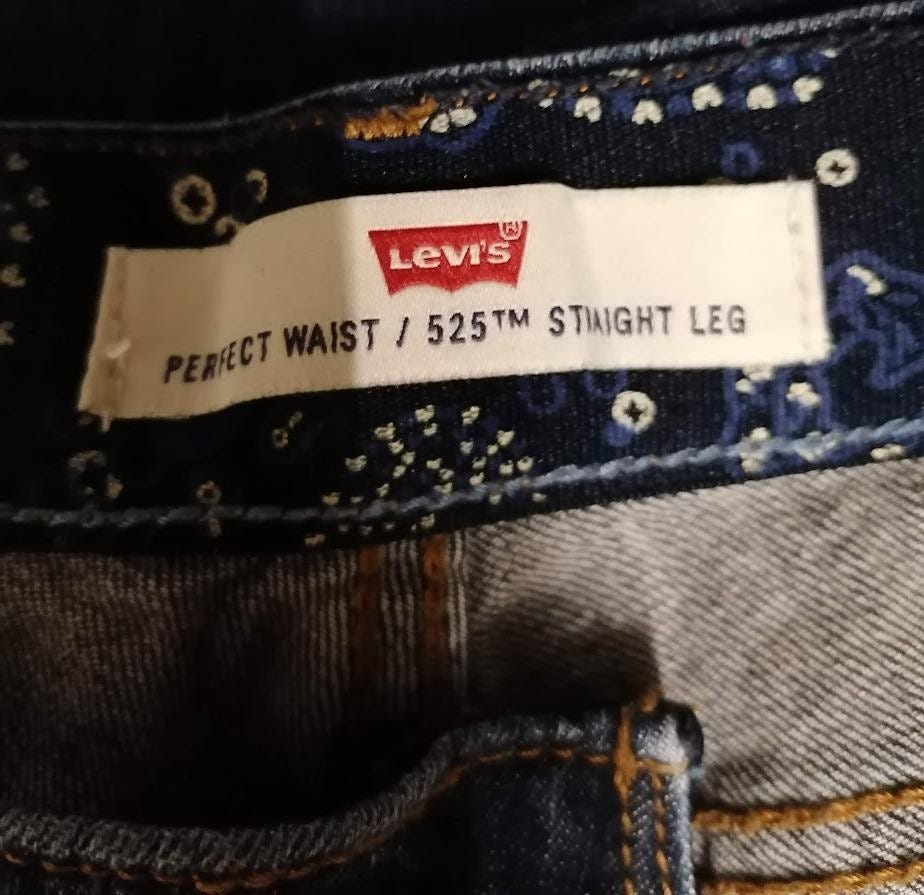 Levi's®
PERFECT WAIST / 525™ STRAIGHT LEG